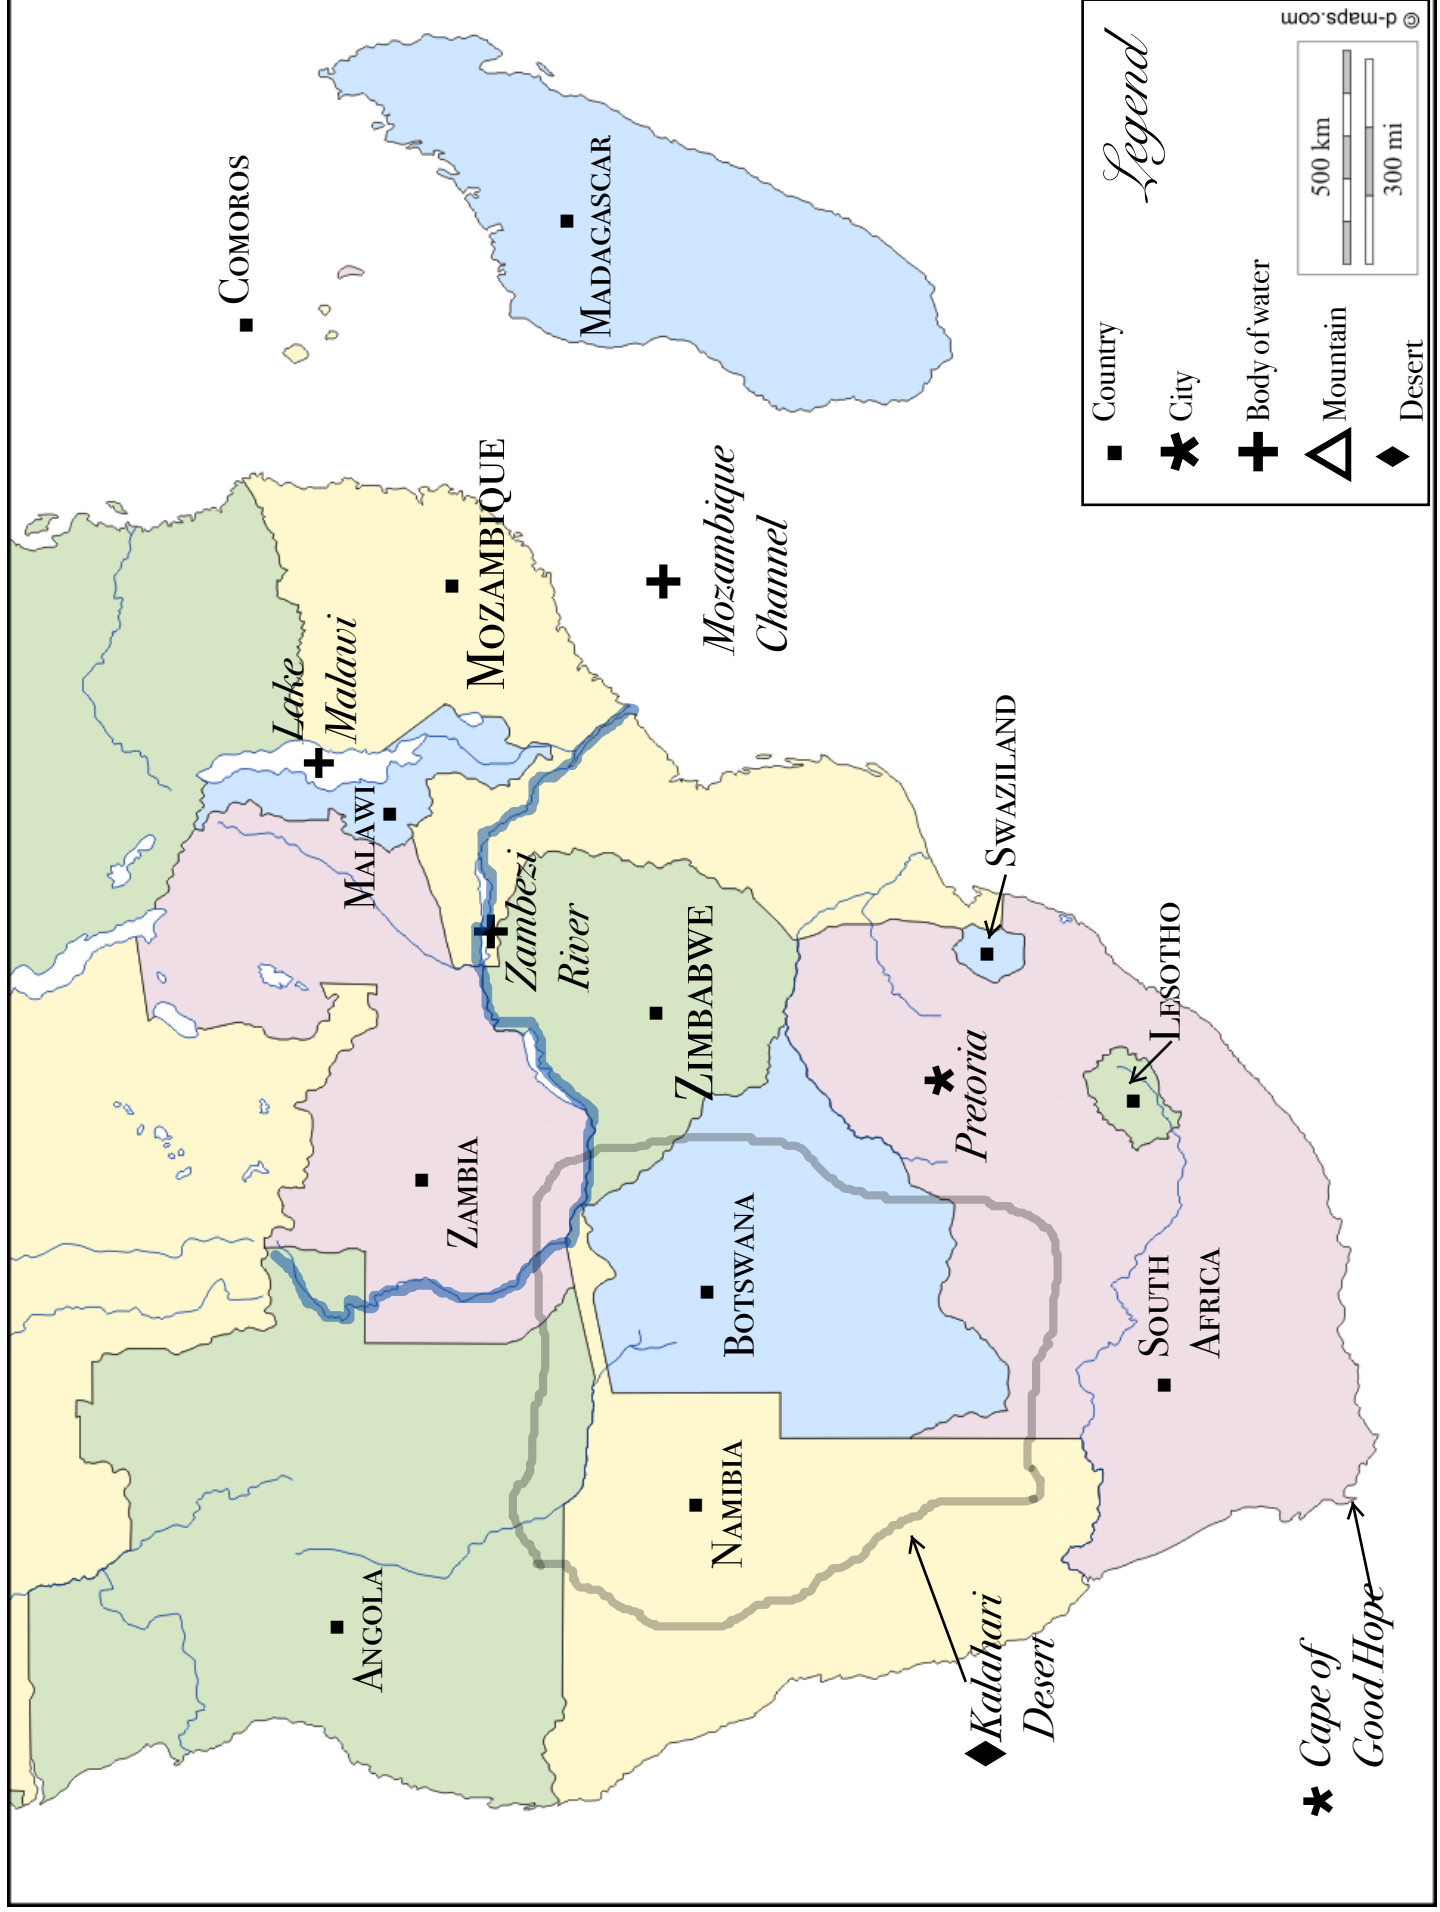 COMOROS
MADAGASCAR
MOZAMBIQUE
Lake
Malawi
MALAWI
Mozambique
Channel
Zambezi
River
ZAMBIA
ZIMBABWE
ANGOLA
NAMIBIA
BOTSWANA
SWAZILAND
Pretoria
LESOTHO
SOUTH
AFRICA
Kalahari
Desert
Cape of
Good Hope
Legend
Country
City
Body of water
Mountain
Desert
500 km
300 mi
© d-maps.com